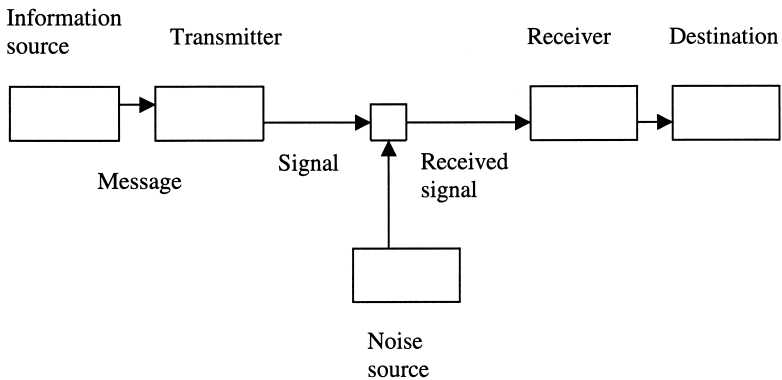 Information
source
Transmitter
Receiver
Destination
Message
Signal
Received
signal
Noise
source